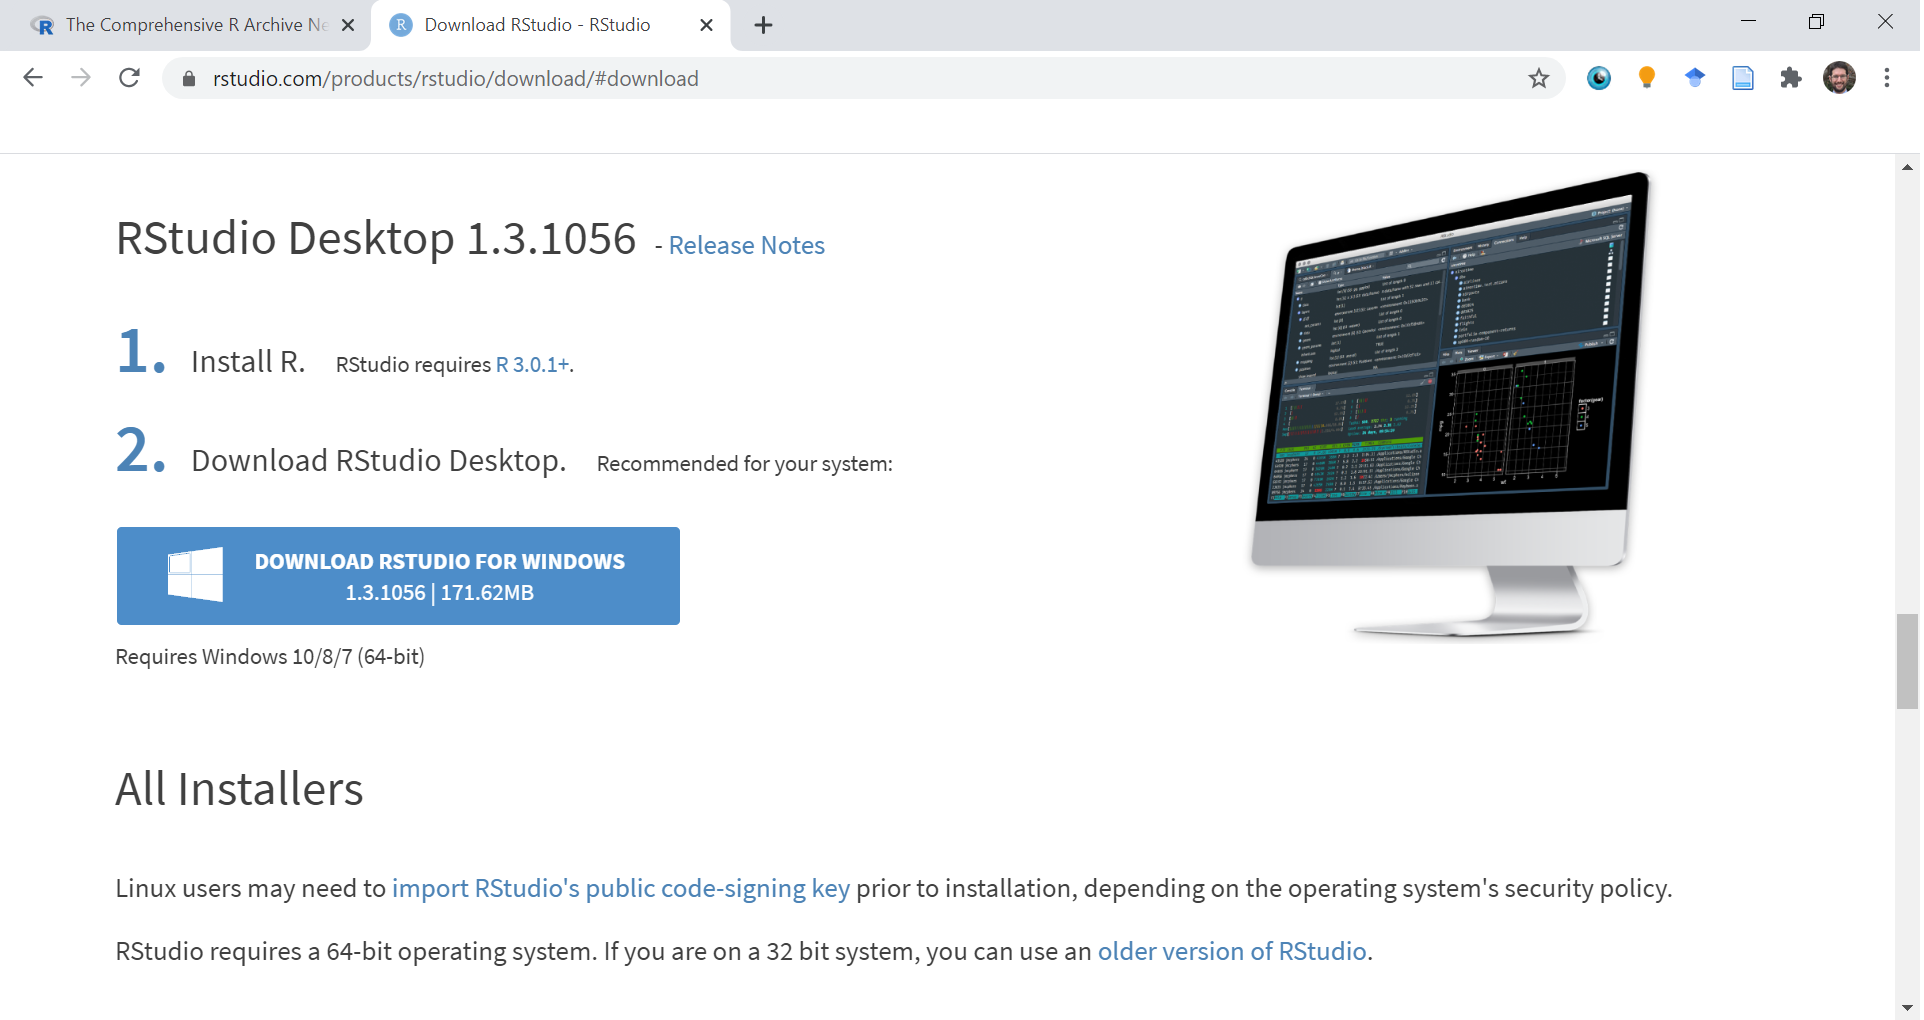 The Comprehensive R Archive Ne
Download RStudio - RStudio
rstudio.com/products/rstudio/download/#download
RStudio Desktop 1.3.1056 - Release Notes
1. Install R. RStudio requires R 3.0.1+.
2. Download RStudio Desktop. Recommended for your system:
DOWNLOAD RSTUDIO FOR WINDOWS
1.3.1056 | 171.62MB
Requires Windows 10/8/7 (64-bit)
All Installers
Linux users may need to import RStudio's public code-signing key prior to installation, depending on the operating system's security policy.
RStudio requires a 64-bit operating system. If you are on a 32 bit system, you can use an older version of RStudio.